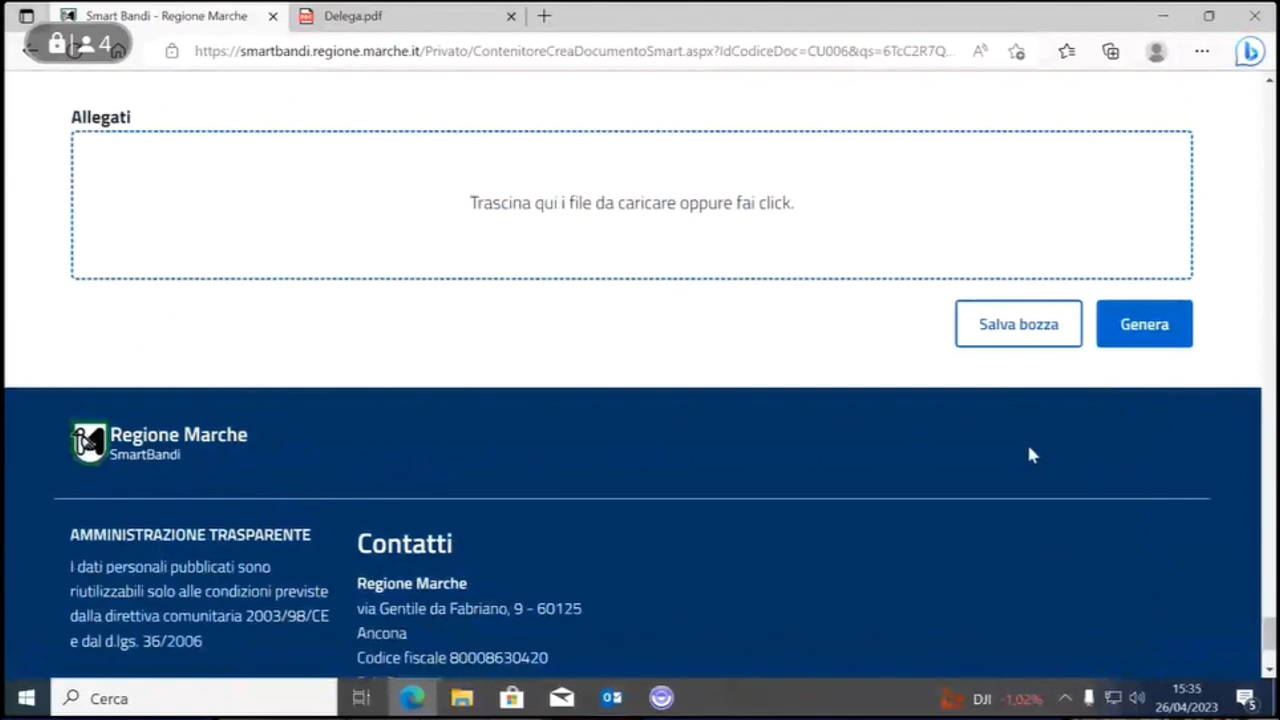 Smart Bandi - Regione Marche
Delega.pdf
4
https://smartbandi.regione.marche.it/Privato/ContenitoreCreaDocumentoSmart.aspx?IdCodiceDoc=CU006&qs=6TcC2R7Q...
Allegati
Trascina qui i file da caricare oppure fai click.
Salva bozza
Genera
Regione Marche
SmartBandi
AMMINISTRAZIONE TRASPARENTE
I dati personali pubblicati sono
riutilizzabili solo alle condizioni previste
dalla direttiva comunitaria 2003/98/CE
e dal d.lgs. 36/2006
Contatti
Regione Marche
via Gentile da Fabriano, 9 - 60125
Ancona
Codice fiscale 80008630420
Cerca
DJI -1,02%
15:35
26/04/2023
5